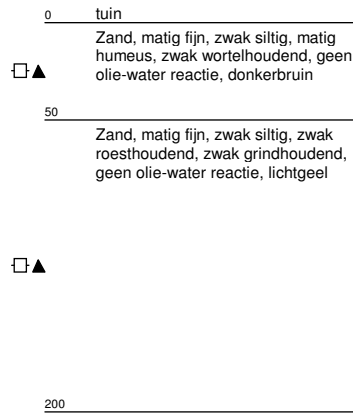 0 tuin
Zand, matig fijn, zwak siltig, matig
humeus, zwak wortelhoudend, geen
olie-water reactie, donkerbruin
50
Zand, matig fijn, zwak siltig, zwak
roesthoudend, zwak grindhoudend,
geen olie-water reactie, lichtgeel
200